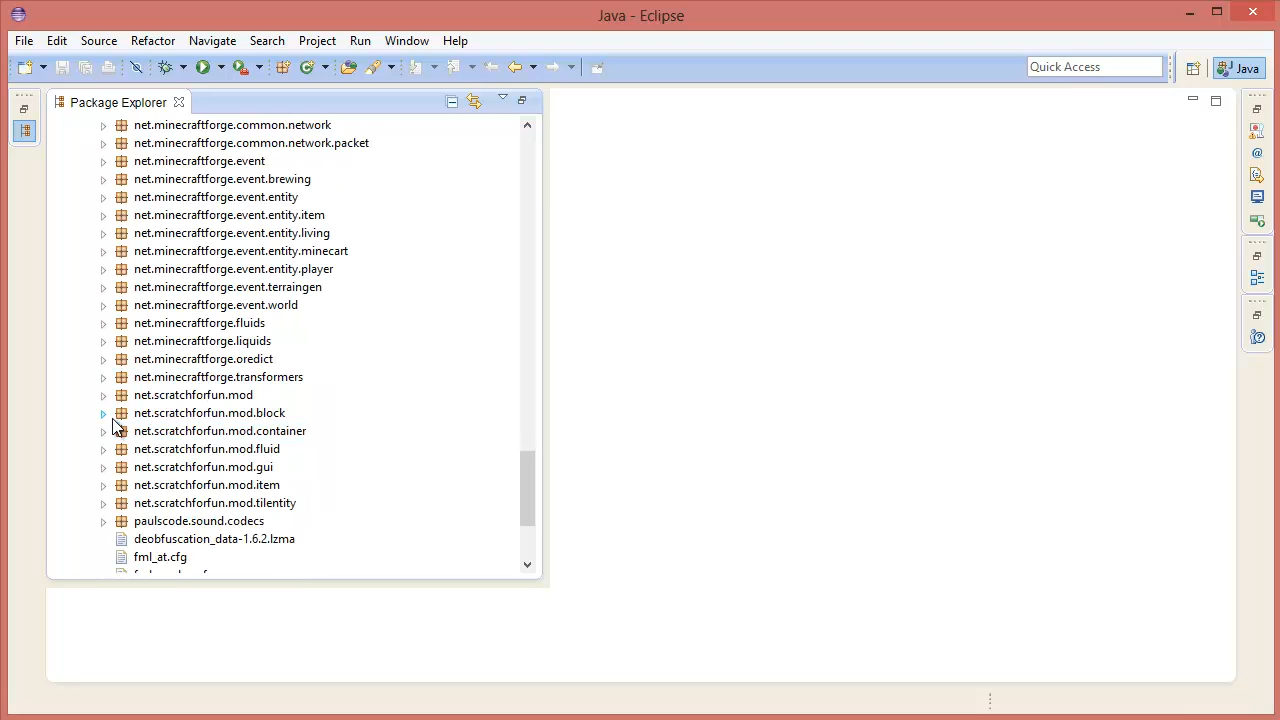 Java - Eclipse
File Edit Source Refactor Navigate Search Project Run Window Help
Quick Access
Java
Package Explorer
net.minecraftforge.common.network
net.minecraftforge.common.network.packet
net.minecraftforge.event
net.minecraftforge.event.brewing
net.minecraftforge.event.entity
net.minecraftforge.event.entity.item
net.minecraftforge.event.entity.living
net.minecraftforge.event.entity.minecart
net.minecraftforge.event.entity.player
net.minecraftforge.event.terraingen
net.minecraftforge.event.world
net.minecraftforge.fluids
net.minecraftforge.liquids
net.minecraftforge.oredict
net.minecraftforge.transformers
net.scratchforfun.mod
net.scratchforfun.mod.block
net.scratchforfun.mod.container
net.scratchforfun.mod.fluid
net.scratchforfun.mod.gui
net.scratchforfun.mod.item
net.scratchforfun.mod.tilentity
paulscode.sound.codecs
deobfuscation_data-1.6.2.lzma
fml_at.cfg